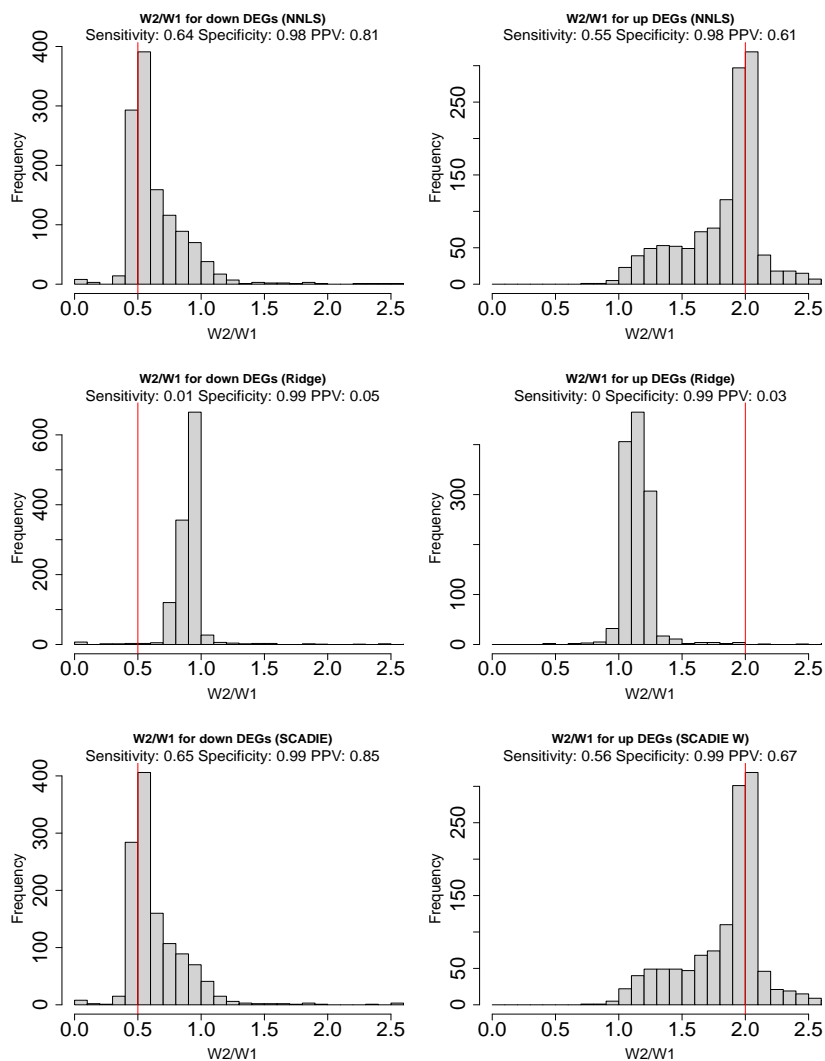 W2/W1 for down DEGs (NNLS)
Sensitivity: 0.64 Specificity: 0.98 PPV: 0.81
Frequency
400
300
200
100
0
0.0 0.5 1.0 1.5 2.0 2.5
W2/W1
W2/W1 for up DEGs (NNLS)
Sensitivity: 0.55 Specificity: 0.98 PPV: 0.61
Frequency
300
150
50
0
0.0 0.5 1.0 1.5 2.0 2.5
W2/W1
W2/W1 for down DEGs (Ridge)
Sensitivity: 0.01 Specificity: 0.99 PPV: 0.05
Frequency
600
400
200
0
0.0 0.5 1.0 1.5 2.0 2.5
W2/W1
W2/W1 for up DEGs (Ridge)
Sensitivity: 0 Specificity: 0.99 PPV: 0.03
Frequency
300
100
0
0.0 0.5 1.0 1.5 2.0 2.5
W2/W1
W2/W1 for down DEGs (SCADIE)
Sensitivity: 0.65 Specificity: 0.99 PPV: 0.85
Frequency
400
300
200
100
0
0.0 0.5 1.0 1.5 2.0 2.5
W2/W1
W2/W1 for up DEGs (SCADIE W)
Sensitivity: 0.56 Specificity: 0.99 PPV: 0.67
Frequency
300
150
50
0
0.0 0.5 1.0 1.5 2.0 2.5
W2/W1